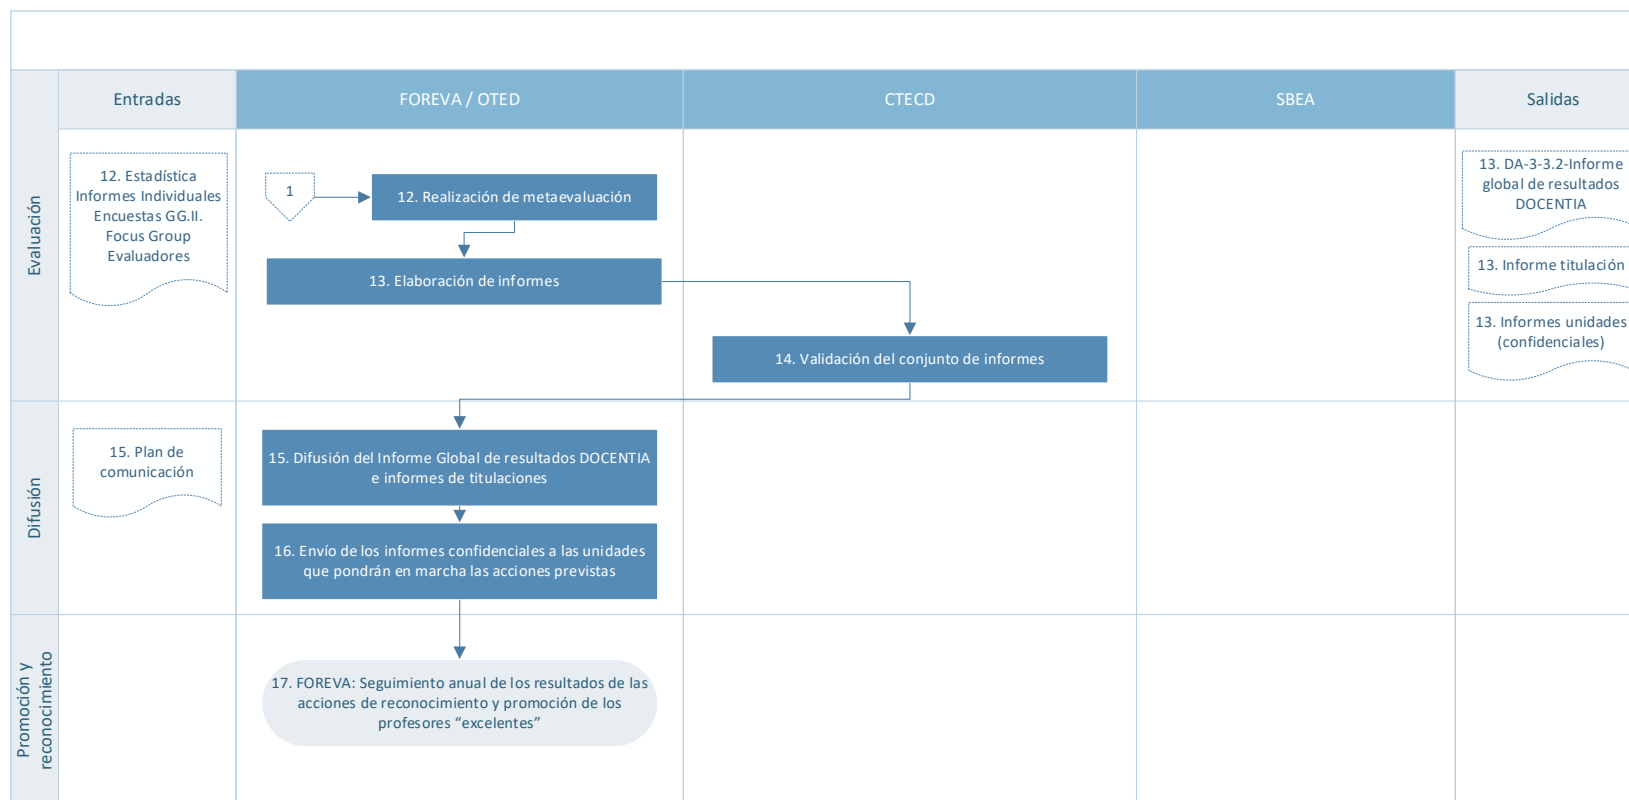 Entradas
FOREVA / OTED
CTECD
SBEA
Salidas
Evaluación
12. Estadística
Informes Individuales
Encuestas GG.II.
Focus Group
Evaluadores
1
12. Realización de metaevaluación
13. Elaboración de informes
14. Validación del conjunto de informes
13. DA-3-3.2-Informe
global de resultados
DOCENTIA
13. Informe titulación
13. Informes unidades
(confidenciales)
Difusión
15. Plan de
comunicación
15. Difusión del Informe Global de resultados DOCENTIA
e informes de titulaciones
16. Envío de los informes confidenciales a las unidades
que pondrán en marcha las acciones previstas
Promoción y
reconocimiento
17. FOREVA: Seguimiento anual de los resultados de las
acciones de reconocimiento y promoción de los
profesores “excelentes”